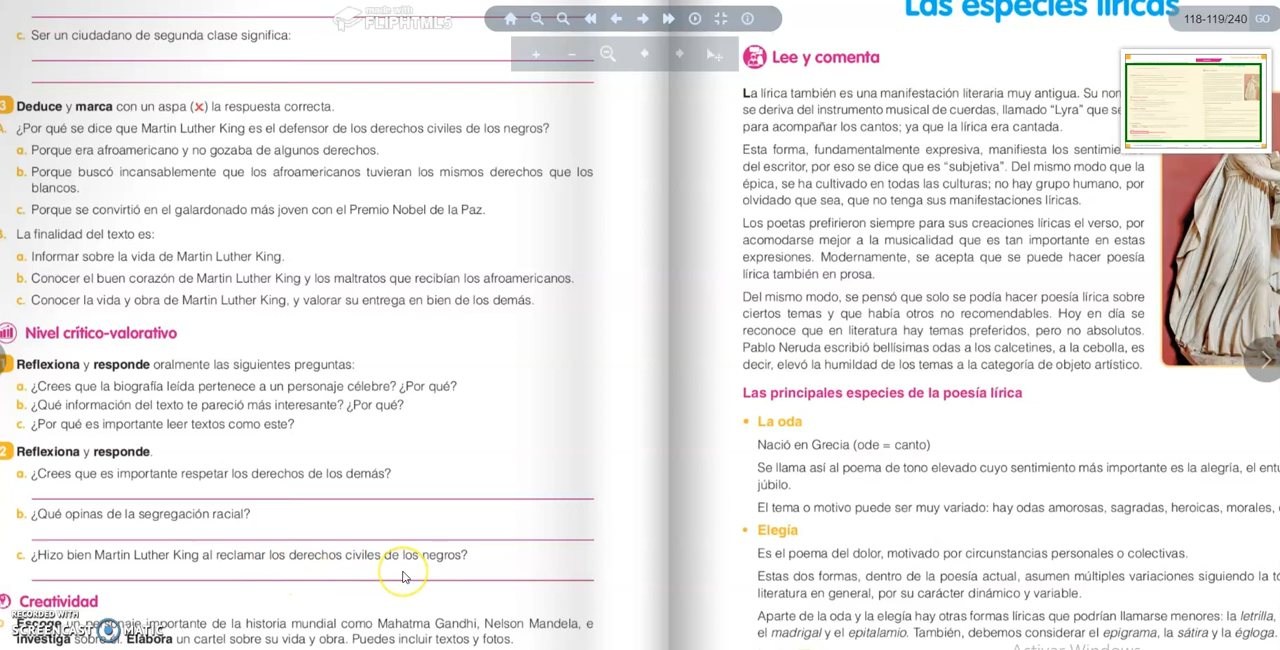 made with
FLIPHTML5
118-119/240 GO
c. Ser un ciudadano de segunda clase significa:
3 Deduce y marca con un aspa (x) la respuesta correcta.
A. ¿Por qué se dice que Martin Luther King es el defensor de los derechos civiles de los negros?
a. Porque era afroamericano y no gozaba de algunos derechos.
b. Porque buscó incansablemente que los afroamericanos tuvieran los mismos derechos que los
blancos.
c. Porque se convirtió en el galardonado más joven con el Premio Nobel de la Paz.
B. La finalidad del texto es:
a. Informar sobre la vida de Martin Luther King.
b. Conocer el buen corazón de Martin Luther King y los maltratos que recibían los afroamericanos.
c. Conocer la vida y obra de Martin Luther King, y valorar su entrega en bien de los demás.
Nivel crítico-valorativo
1 Reflexiona y responde oralmente las siguientes preguntas:
a. ¿Crees que la biografía leída pertenece a un personaje célebre? ¿Por qué?
b. ¿Qué información del texto te pareció más interesante? ¿Por qué?
c. ¿Por qué es importante leer textos como este?
2 Reflexiona y responde.
a. ¿Crees que es importante respetar los derechos de los demás?
b. ¿Qué opinas de la segregación racial?
c. ¿Hizo bien Martin Luther King al reclamar los derechos civiles de los negros?
Creatividad
Escoge un personaje importante de la historia mundial como Mahatma Gandhi, Nelson Mandela, e
investiga sobre él. Elabora un cartel sobre su vida y obra. Puedes incluir textos y fotos.
RECORDED WITH
SCREENCAST MATIC
Las especies líricas
Lee y comenta
La lírica también es una manifestación literaria muy antigua. Su
se deriva del instrumento musical de cuerdas, llamado “Lyra” que
para acompañar los cantos; ya que la lírica era cantada.
Esta forma, fundamentalmente expresiva, manifiesta los
del escritor, por eso se dice que es “subjetiva”. Del mismo modo que la
épica, se ha cultivado en todas las culturas; no hay grupo humano, por
olvidado que sea, que no tenga sus manifestaciones líricas.
Los poetas prefirieron siempre para sus creaciones líricas el verso, por
acomodarse mejor a la musicalidad que es tan importante en estas
expresiones. Modernamente, se acepta que se puede hacer poesía
lírica también en prosa.
Del mismo modo, se pensó que solo se podía hacer poesía lírica sobre
ciertos temas y que había otros no recomendables. Hoy en día se
reconoce que en literatura hay temas preferidos, pero no absolutos.
Pablo Neruda escribió bellísimas odas a los calcetines, a la cebolla, es
decir, elevó la humildad de los temas a la categoría de objeto artístico.
Las principales especies de la poesía lírica
• La oda
Nació en Grecia (ode = canto)
Se llama así al poema de tono elevado cuyo sentimiento más importante es la alegría, el
júbilo.
El tema o motivo puede ser muy variado: hay odas amorosas, sagradas, heroicas, morales,
• Elegía
Es el poema del dolor, motivado por circunstancias personales o colectivas.
Estas dos formas, dentro de la poesía actual, asumen múltiples variaciones siguiendo la
literatura en general, por su carácter dinámico y variable.
Aparte de la oda y la elegía hay otras formas líricas que podrían llamarse menores: la letrilla,
el madrigal y el epitalamio. También, debemos considerar el epigrama, la sátira y la égloga.
Activar Windows